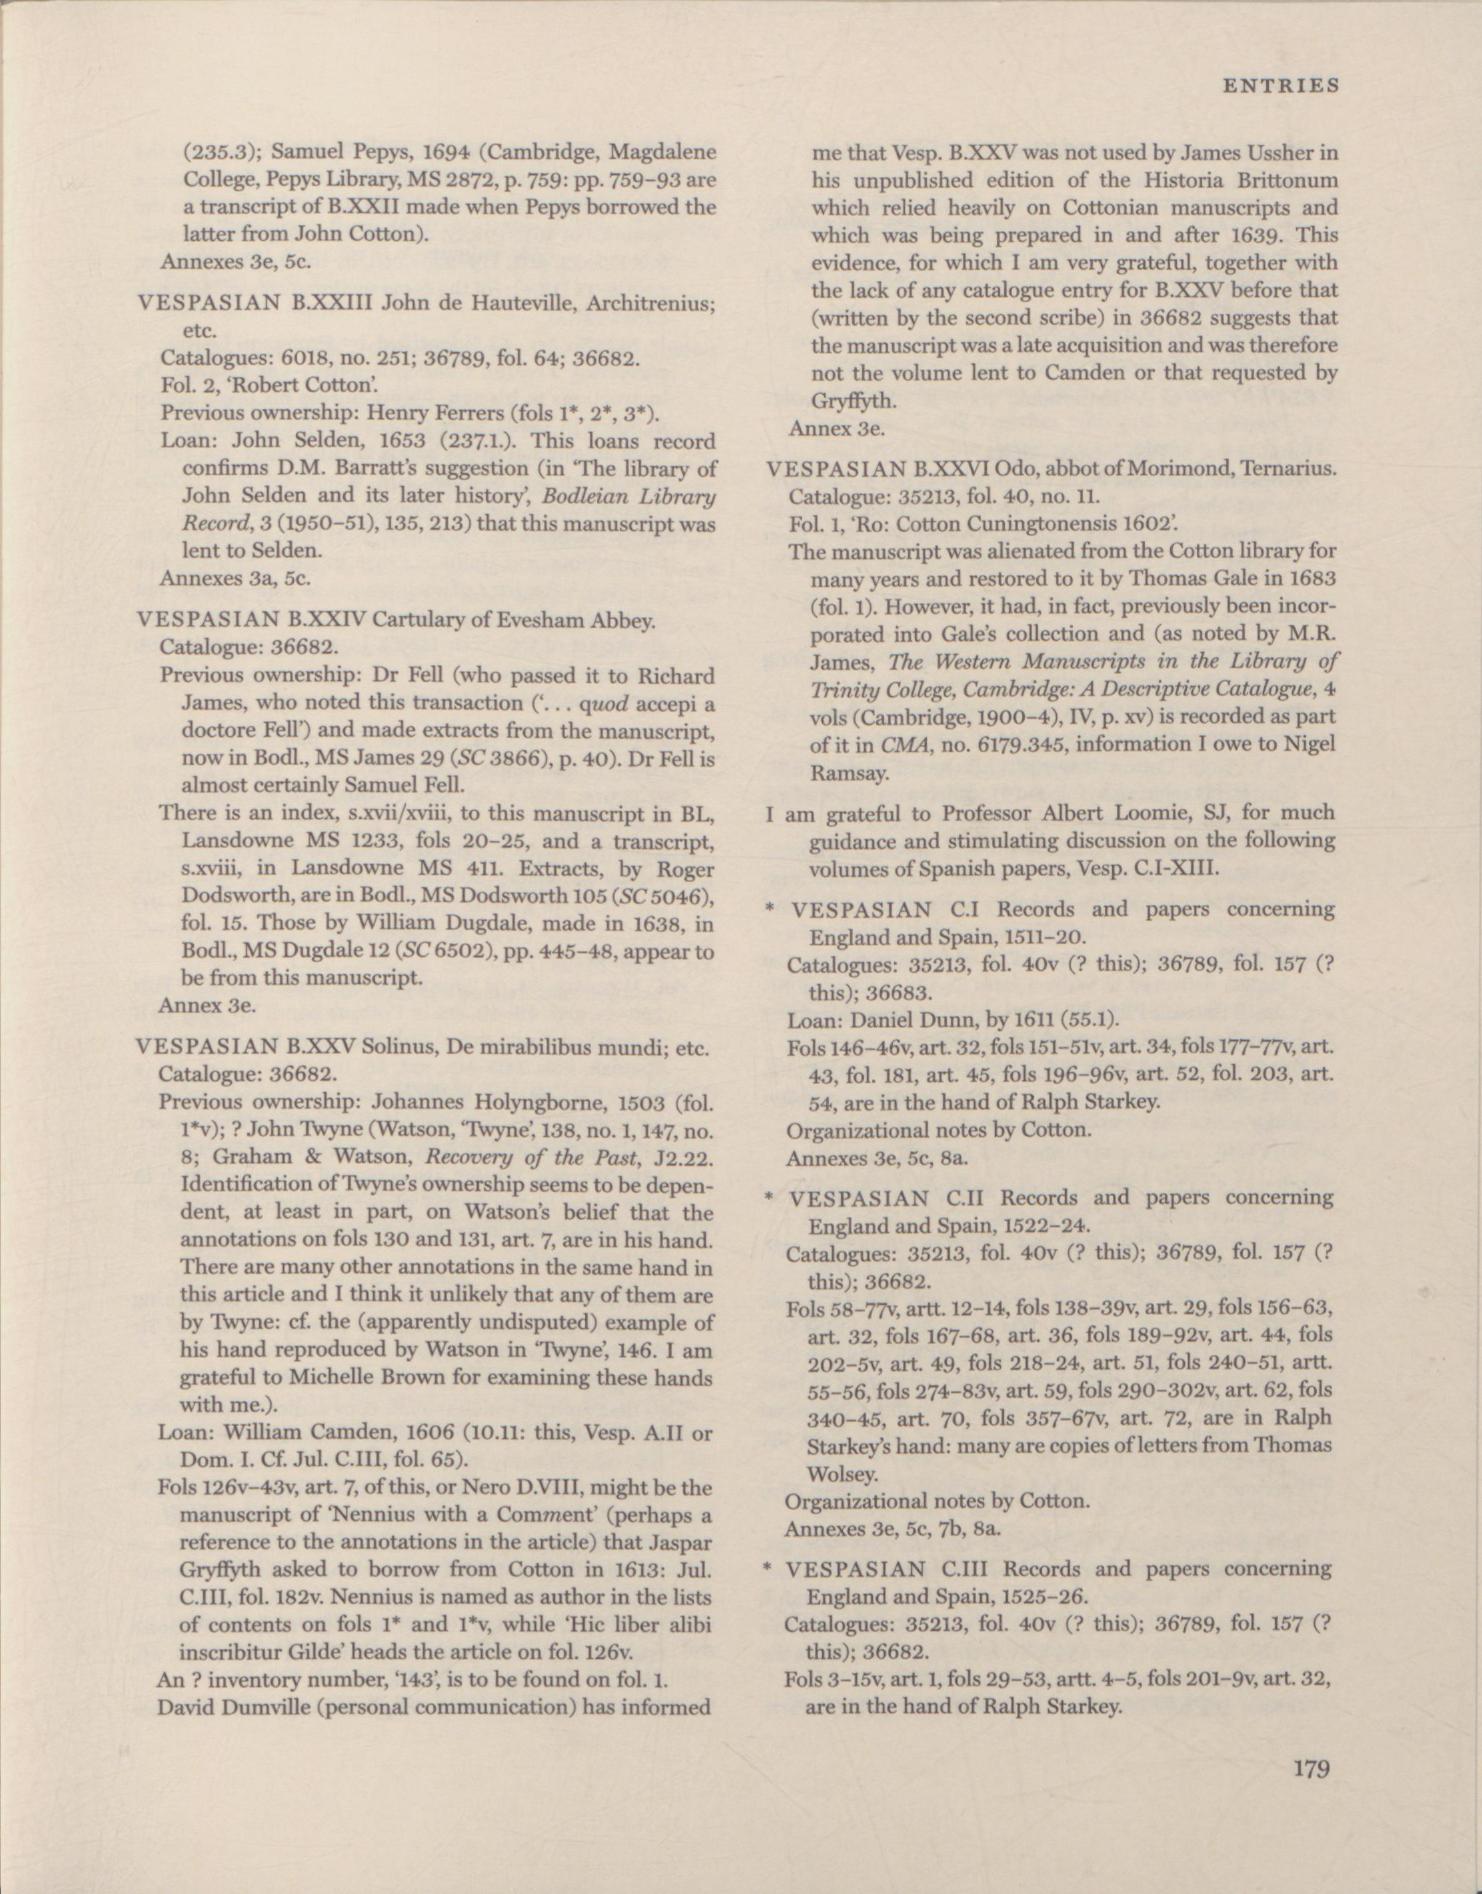 ENTRIES
(235.3); Samuel Pepys, 1694 (Cambridge, Magdalene
College, Pepys Library, MS 2872, p. 759: pp. 759–93 are
a transcript of B.XXII made when Pepys borrowed the
latter from John Cotton).
Annexes 3e, 5c.
VESPASIAN B.XXIII John de Hauteville, Architrenius;
etc.
Catalogues: 6018, no. 251; 36789, fol. 64; 36682.
Fol. 2, ‘Robert Cotton’.
Previous ownership: Henry Ferrers (fols 1*, 2*, 3*).
Loan: John Selden, 1653 (237.1.). This loans record
confirms D.M. Barratt’s suggestion (in ‘The library of
John Selden and its later history’, Bodleian Library
Record, 3 (1950–51), 135, 213) that this manuscript was
lent to Selden.
Annexes 3a, 5c.
VESPASIAN B.XXIV Cartulary of Evesham Abbey.
Catalogue: 36682.
Previous ownership: Dr Fell (who passed it to Richard
James, who noted this transaction (‘. . . quod accepi a
doctore Fell’) and made extracts from the manuscript,
now in Bodl., MS James 29 (SC 3866), p. 40). Dr Fell is
almost certainly Samuel Fell.
There is an index, s.xvii/xviii, to this manuscript in BL,
Lansdowne MS 1233, fols 20–25, and a transcript,
s.xviii, in Lansdowne MS 411. Extracts, by Roger
Dodsworth, are in Bodl., MS Dodsworth 105 (SC 5046),
fol. 15. Those by William Dugdale, made in 1638, in
Bodl., MS Dugdale 12 (SC 6502), pp. 445–48, appear to
be from this manuscript.
Annex 3e.
VESPASIAN B.XXV Solinus, De mirabilibus mundi; etc.
Catalogue: 36682.
Previous ownership: Johannes Holyngborne, 1503 (fol.
1*v); ? John Twyne (Watson, ‘Twyne’, 138, no. 1, 147, no.
8; Graham & Watson, Recovery of the Past, J2.22.
Identification of Twyne’s ownership seems to be depen-
dent, at least in part, on Watson’s belief that the
annotations on fols 130 and 131, art. 7, are in his hand.
There are many other annotations in the same hand in
this article and I think it unlikely that any of them are
by Twyne: cf. the (apparently undisputed) example of
his hand reproduced by Watson in ‘Twyne’, 146. I am
grateful to Michelle Brown for examining these hands
with me.).
Loan: William Camden, 1606 (10.11: this, Vesp. A.II or
Dom. I. Cf. Jul. C.III, fol. 65).
Fols 126v–43v, art. 7, of this, or Nero D.VIII, might be the
manuscript of ‘Nennius with a Comment’ (perhaps a
reference to the annotations in the article) that Jaspar
Gryffyth asked to borrow from Cotton in 1613: Jul.
C.III, fol. 182v. Nennius is named as author in the lists
of contents on fols 1* and 1*v, while ‘Hic liber alibi
inscribitur Gilde’ heads the article on fol. 126v.
An ? inventory number, ‘143’, is to be found on fol. 1.
David Dumville (personal communication) has informed
me that Vesp. B.XXV was not used by James Ussher in
his unpublished edition of the Historia Brittonum
which relied heavily on Cottonian manuscripts and
which was being prepared in and after 1639. This
evidence, for which I am very grateful, together with
the lack of any catalogue entry for B.XXV before that
(written by the second scribe) in 36682 suggests that
the manuscript was a late acquisition and was therefore
not the volume lent to Camden or that requested by
Gryffyth.
Annex 3e.
VESPASIAN B.XXVI Odo, abbot of Morimond, Ternarius.
Catalogue: 35213, fol. 40, no. 11.
Fol. 1, ‘Ro: Cotton Cuningtonensis 1602’.
The manuscript was alienated from the Cotton library for
many years and restored to it by Thomas Gale in 1683
(fol. 1). However, it had, in fact, previously been incor-
porated into Gale’s collection and (as noted by M.R.
James, The Western Manuscripts in the Library of
Trinity College, Cambridge: A Descriptive Catalogue, 4
vols (Cambridge, 1900–4), IV, p. xv) is recorded as part
of it in CMA, no. 6179.345, information I owe to Nigel
Ramsay.
I am grateful to Professor Albert Loomie, SJ, for much
guidance and stimulating discussion on the following
volumes of Spanish papers, Vesp. C.I-XIII.
* VESPASIAN C.I Records and papers concerning
England and Spain, 1511–20.
Catalogues: 35213, fol. 40v (? this); 36789, fol. 157 (?
this); 36683.
Loan: Daniel Dunn, by 1611 (55.1).
Fols 146–46v, art. 32, fols 151–51v, art. 34, fols 177–77v, art.
43, fol. 181, art. 45, fols 196–96v, art. 52, fol. 203, art.
54, are in the hand of Ralph Starkey.
Organizational notes by Cotton.
Annexes 3e, 5c, 8a.
* VESPASIAN C.II Records and papers concerning
England and Spain, 1522–24.
Catalogues: 35213, fol. 40v (? this); 36789, fol. 157 (?
this); 36682.
Fols 58–77v, artt. 12–14, fols 138–39v, art. 29, fols 156–63,
art. 32, fols 167–68, art. 36, fols 189–92v, art. 44, fols
202–5v, art. 49, fols 218–24, art. 51, fols 240–51, artt.
55–56, fols 274–83v, art. 59, fols 290–302v, art. 62, fols
340–45, art. 70, fols 357–67v, art. 72, are in Ralph
Starkey’s hand: many are copies of letters from Thomas
Wolsey.
Organizational notes by Cotton.
Annexes 3e, 5c, 7b, 8a.
* VESPASIAN C.III Records and papers concerning
England and Spain, 1525–26.
Catalogues: 35213, fol. 40v (? this); 36789, fol. 157 (?
this); 36682.
Fols 3–15v, art. 1, fols 29–53, artt. 4–5, fols 201–9v, art. 32,
are in the hand of Ralph Starkey.
179